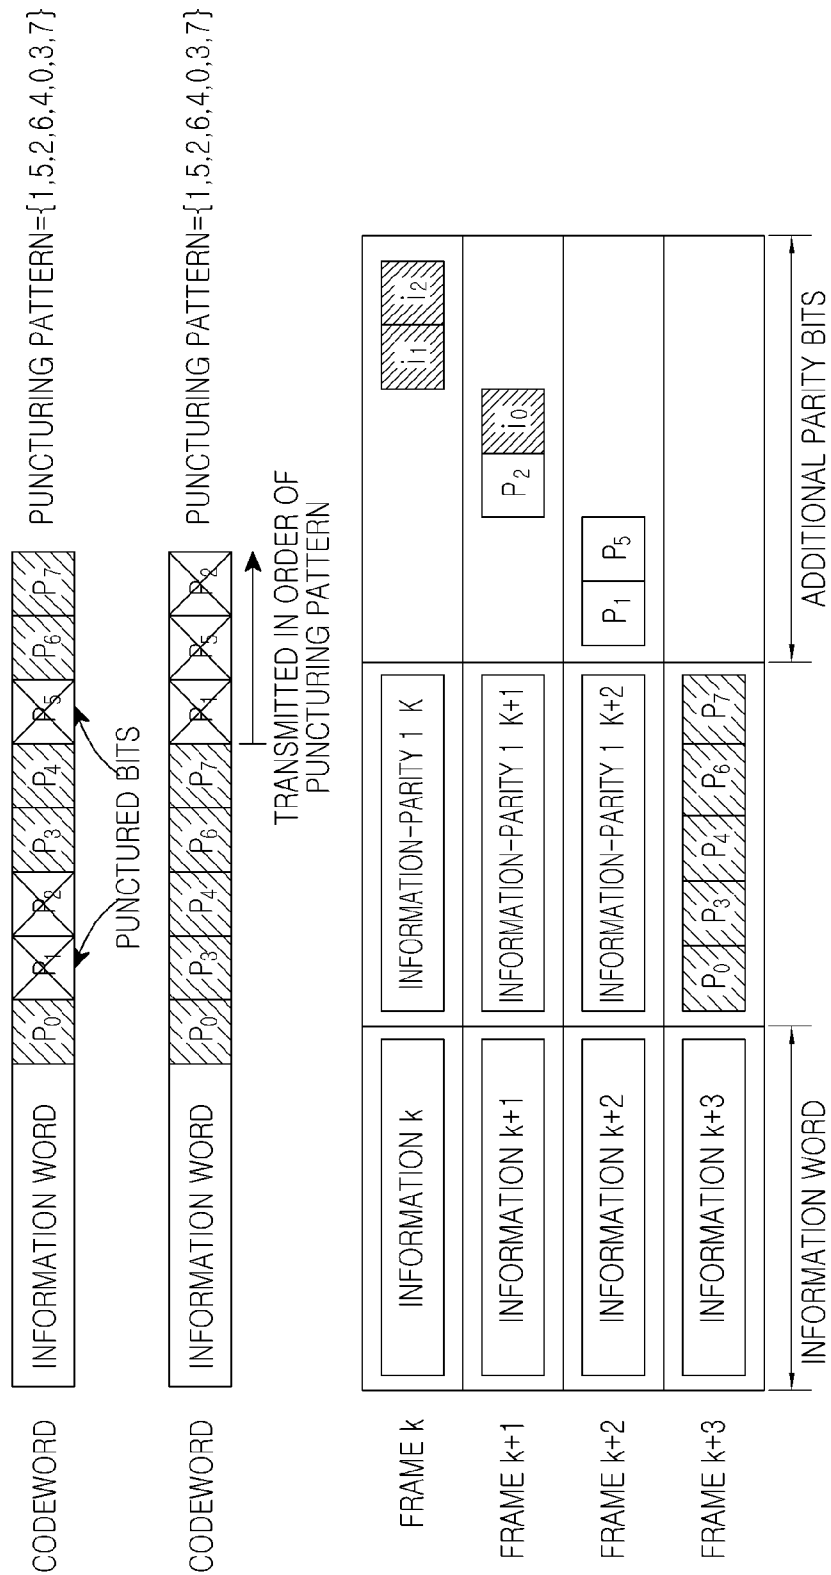 CODEWORD INFORMATION WORD P0 P1 P2 P3 P4 P5 P6 P7 PUNCTURING PATTERN={1,5,2,6,4,0,3,7}
PUNCTURED BITS
CODEWORD INFORMATION WORD P0 P3 P4 P6 P7 P1 P5 P2 PUNCTURING PATTERN={1,5,2,6,4,0,3,7}
TRANSMITTED IN ORDER OF
PUNCTURING PATTERN
FRAME k INFORMATION k INFORMATION-PARITY 1 K i1 i2
FRAME k+1 INFORMATION k+1 INFORMATION-PARITY 1 K+1 P2 i0
FRAME k+2 INFORMATION k+2 INFORMATION-PARITY 1 K+2 P1 P5
FRAME k+3 INFORMATION k+3 P0 P3 P4 P6 P7
INFORMATION WORD ADDITIONAL PARITY BITS